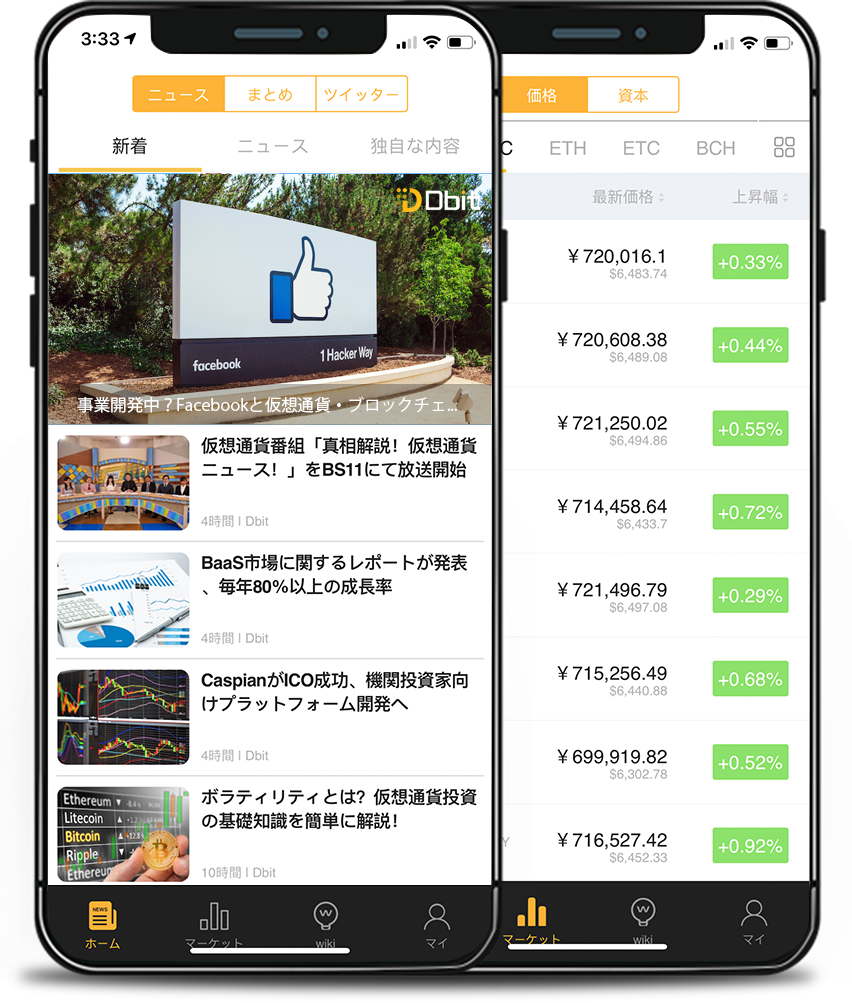 3:33
ニュース
まとめ
ツイッター
新着
ニュース
独自な内容
Dbit
facebook
1 Hacker Way
事業開発中？Facebookと仮想通貨・ブロックチェ...
仮想通貨番組「真相解説！仮想通貨
ニュース！」をBS11にて放送開始
4時間 | Dbit
BaaS市場に関するレポートが発表
、毎年80%以上の成長率
4時間 | Dbit
CaspianがICO成功、機関投資家向
けプラットフォーム開発へ
4時間 | Dbit
Ethereum ▼ -8.4
Litecoin ▲
Bitcoin ▲ +12.8
Ripple ▼
Ethereu
ボラティリティとは？仮想通貨投資
の基礎知識を簡単に解説！
10時間 | Dbit
NEWS
ホーム
マーケット
wiki
マイ
価格
資本
C
ETH
ETC
BCH
最新価格
上昇幅
¥720,016.1
$6,483.74
+0.33%
¥720,608.38
$6,489.08
+0.44%
¥721,250.02
$6,494.86
+0.55%
¥714,458.64
$6,433.7
+0.72%
¥721,496.79
$6,497.08
+0.29%
¥715,256.49
$6,440.88
+0.68%
¥699,919.82
$6,302.78
+0.52%
Y
¥716,527.42
$6,452.33
+0.92%
マーケット
wiki
マイ